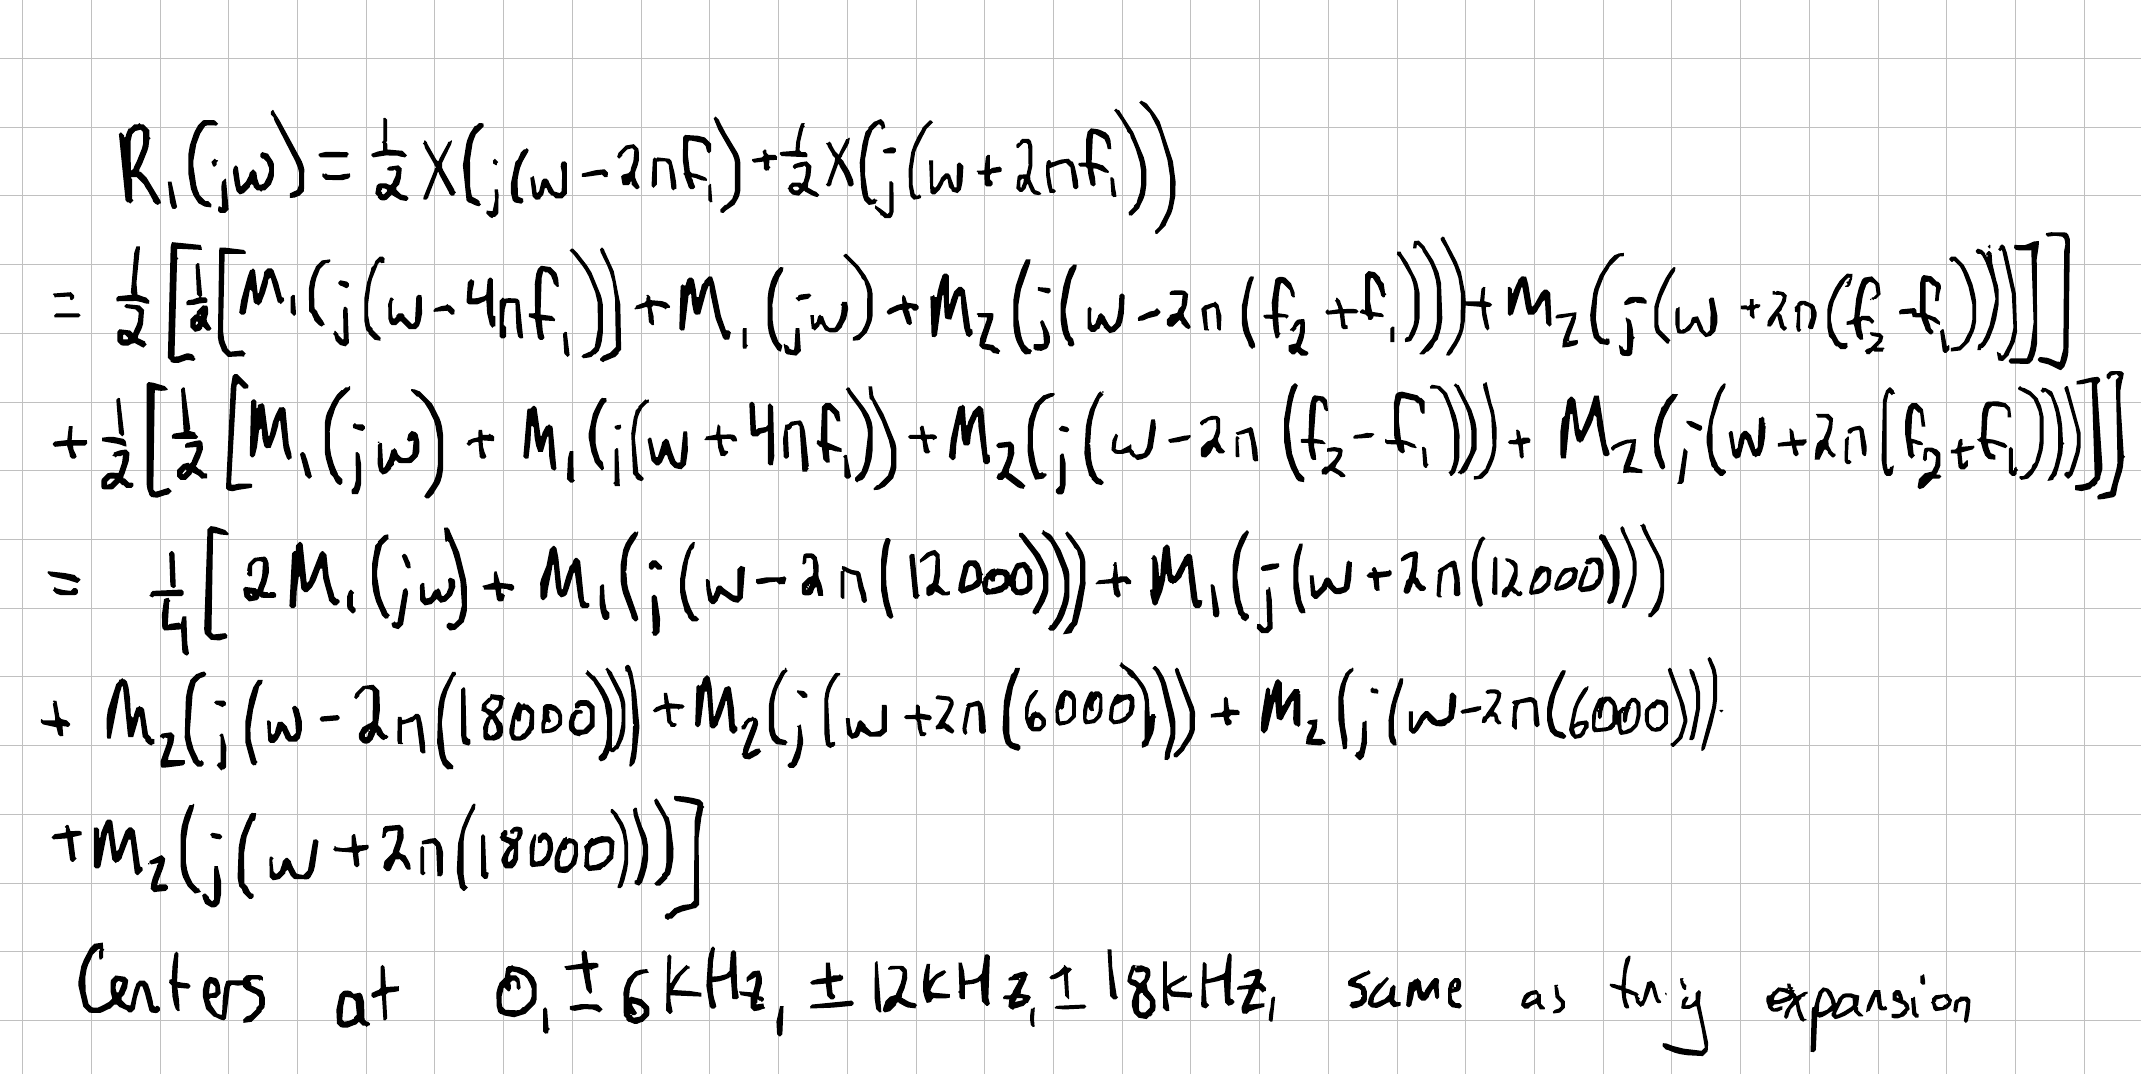 R₁(jω) = ½ X(j(ω - 2πf₁) + ½ X(j(ω + 2πf₁))
= ½ [½ [M₁(j(ω - 4πf₁)) + M₁(jω) + M₂(j(ω - 2π(f₂ + f₁))) + M₂(j(ω + 2π(f₂ - f₁)))]]
+ ½ [½ [M₁(jω) + M₁(j(ω + 4πf₁)) + M₂(j(ω - 2π(f₂ - f₁))) + M₂(j(ω + 2π(f₂ + f₁)))]]
= ¼ [2M₁(jω) + M₁(j(ω - 2π(12000))) + M₁(j(ω + 2π(12000)))
+ M₂(j(ω - 2π(18000))) + M₂(j(ω + 2π(6000))) + M₂(j(ω - 2π(6000)))
+ M₂(j(ω + 2π(18000)))]
Centers at 0, ± 6kHz, ± 12kHz, ± 18kHz, same as trig expansion